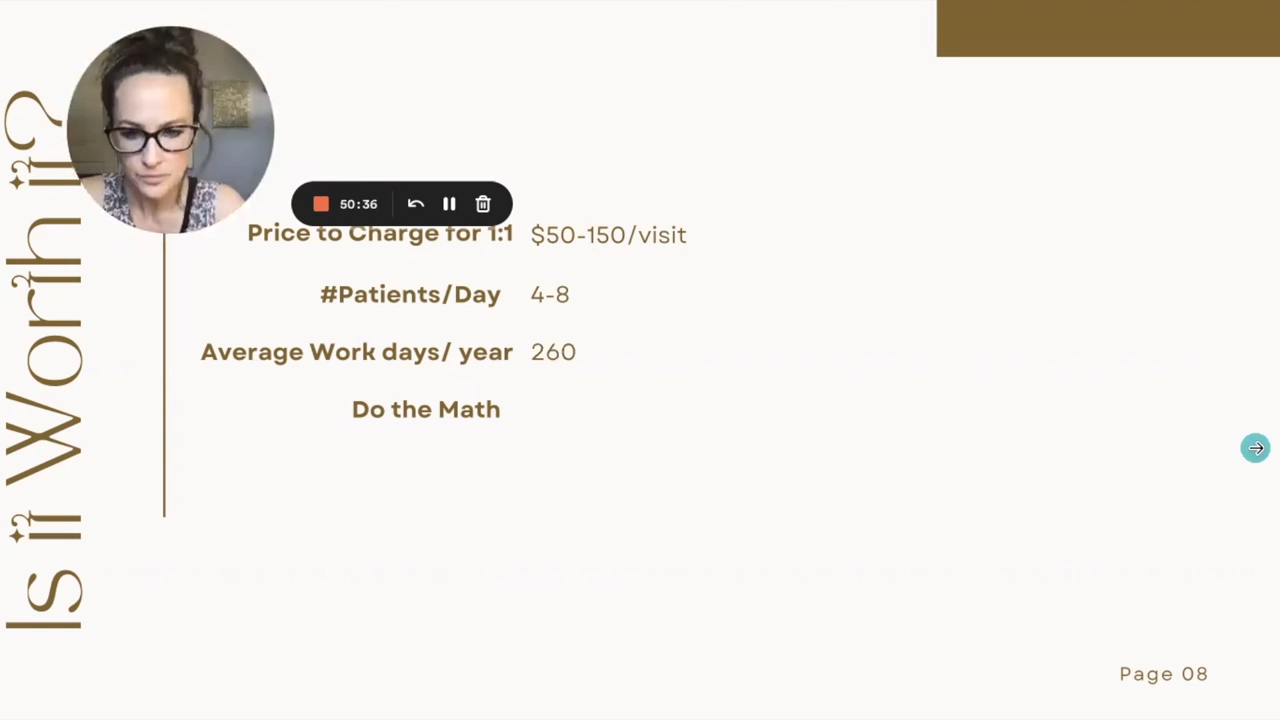 Is it Worth it?
50:36
Price to Charge for 1:1 $50-150/visit
#Patients/Day 4-8
Average Work days/ year 260
Do the Math
Page 08